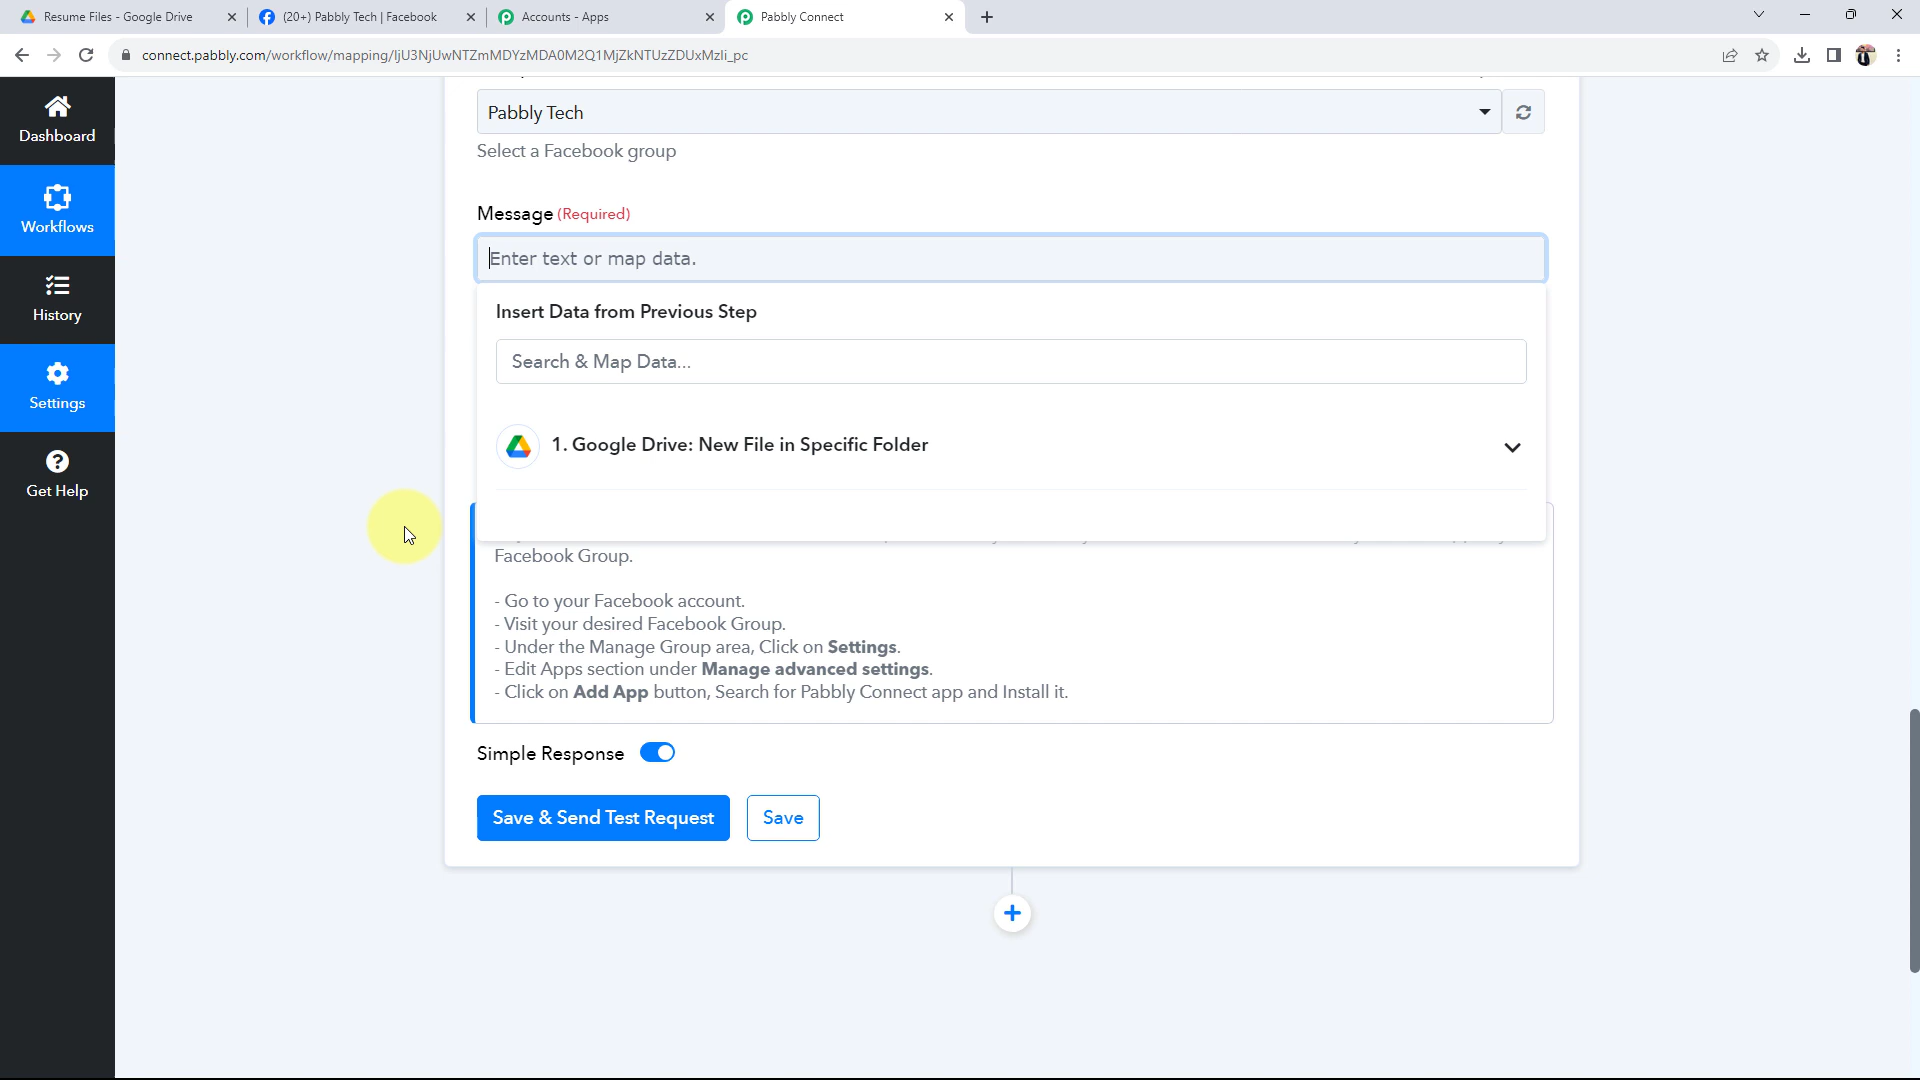 Resume Files - Google Drive
(20+) Pabbly Tech | Facebook
Accounts - Apps
Pabbly Connect
connect.pabbly.com/workflow/mapping/IjU3NjUwNTZmMDYzMDA0M2Q1MjZkNTUzZDUxMzIi_pc
Dashboard
Workflows
History
Settings
Get Help
Pabbly Tech
Select a Facebook group
Message (Required)
Enter text or map data.
Insert Data from Previous Step
Search & Map Data...
1. Google Drive: New File in Specific Folder
Facebook Group.
- Go to your Facebook account.
- Visit your desired Facebook Group.
- Under the Manage Group area, Click on Settings.
- Edit Apps section under Manage advanced settings.
- Click on Add App button, Search for Pabbly Connect app and Install it.
Simple Response
Save & Send Test Request
Save